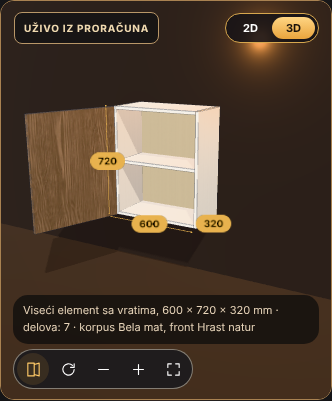 UŽIVO IZ PRORAČUNA
2D 3D
720
600
320
Viseći element sa vratima, 600 × 720 × 320 mm ·
delova: 7 · korpus Bela mat, front Hrast natur